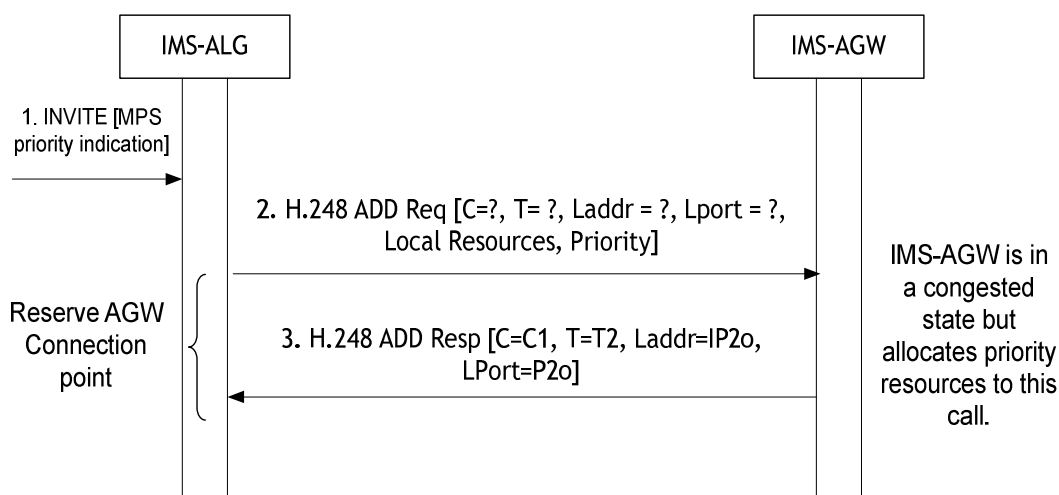 IMS-ALG
IMS-AGW
1. INVITE [MPS
priority indication]
2. H.248 ADD Req [C=?, T= ?, Laddr = ?, Lport = ?,
Local Resources, Priority]
Reserve AGW
Connection
point
3. H.248 ADD Resp [C=C1, T=T2, Laddr=IP2o,
LPort=P2o]
IMS-AGW is in
a congested
state but
allocates priority
resources to this
call.